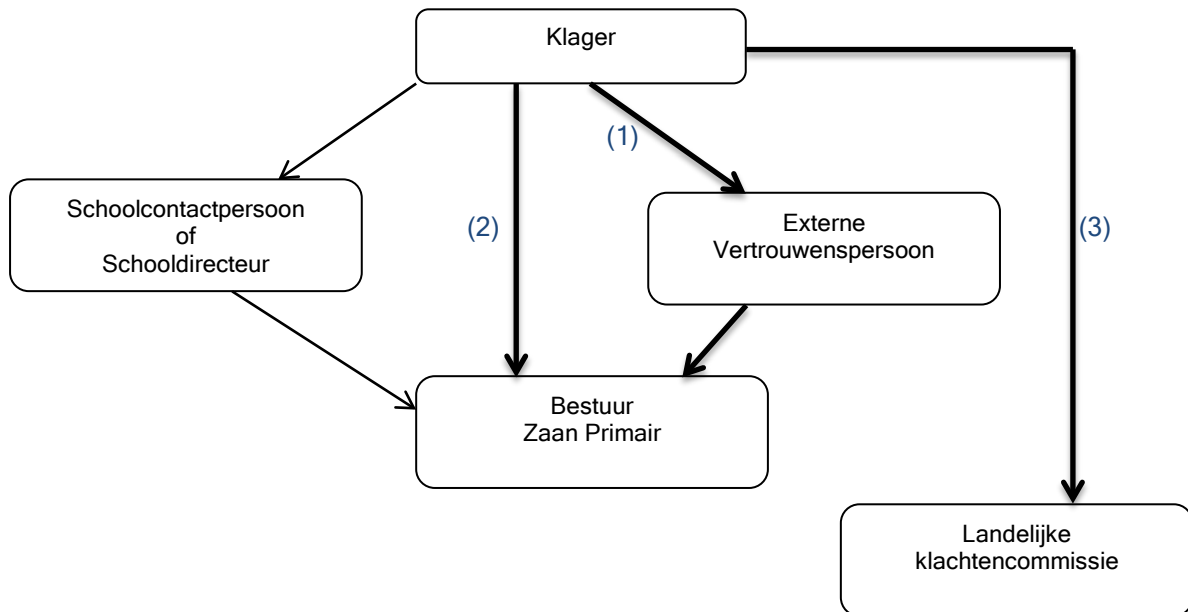 Klager
(1)
Schoolcontactpersoon
of
Schooldirecteur
(2)
Externe
Vertrouwenspersoon
(3)
Bestuur
Zaan Primair
Landelijke
klachtencommissie